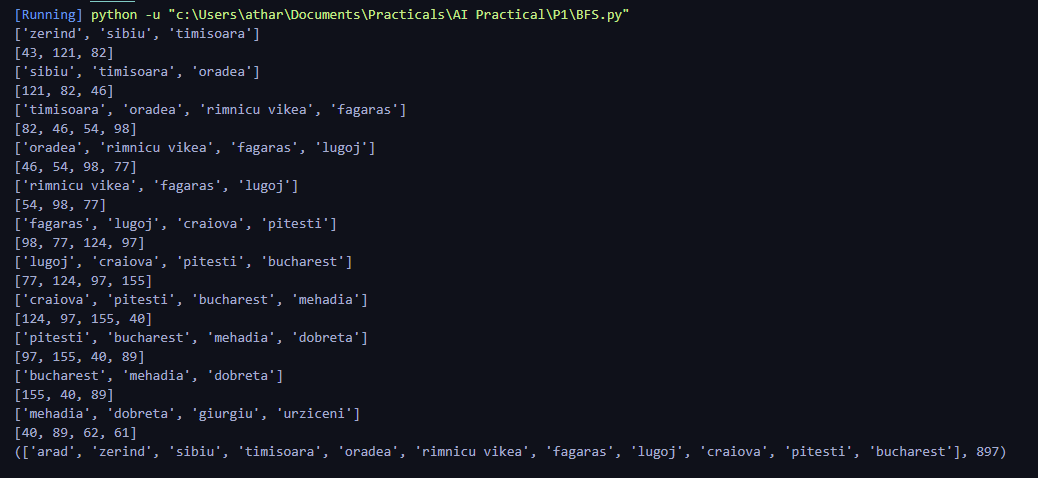 [Running] python -u "c:\Users\athar\Documents\Practicals\AI Practical\P1\BFS.py"
['zerind', 'sibiu', 'timisoara']
[43, 121, 82]
['sibiu', 'timisoara', 'oradea']
[121, 82, 46]
['timisoara', 'oradea', 'rimnicu vikea', 'fagaras']
[82, 46, 54, 98]
['oradea', 'rimnicu vikea', 'fagaras', 'lugoj']
[46, 54, 98, 77]
['rimnicu vikea', 'fagaras', 'lugoj']
[54, 98, 77]
['fagaras', 'lugoj', 'craiova', 'pitesti']
[98, 77, 124, 97]
['lugoj', 'craiova', 'pitesti', 'bucharest']
[77, 124, 97, 155]
['craiova', 'pitesti', 'bucharest', 'mehadia']
[124, 97, 155, 40]
['pitesti', 'bucharest', 'mehadia', 'dobreta']
[97, 155, 40, 89]
['bucharest', 'mehadia', 'dobreta']
[155, 40, 89]
['mehadia', 'dobreta', 'giurgiu', 'urziceni']
[40, 89, 62, 61]
(['arad', 'zerind', 'sibiu', 'timisoara', 'oradea', 'rimnicu vikea', 'fagaras', 'lugoj', 'craiova', 'pitesti', 'bucharest'], 897)